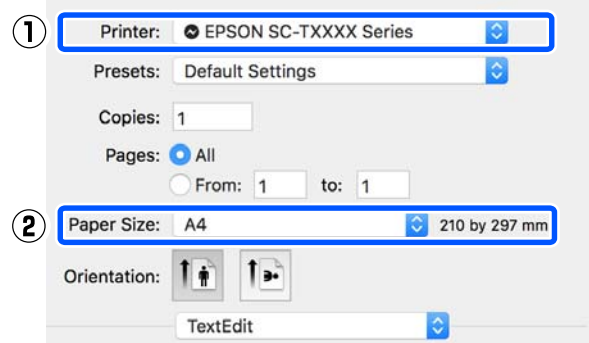 ① Printer: EPSON SC-TXXXX Series
Presets: Default Settings
Copies: 1
Pages: All
From: 1 to: 1
② Paper Size: A4 210 by 297 mm
Orientation:
TextEdit